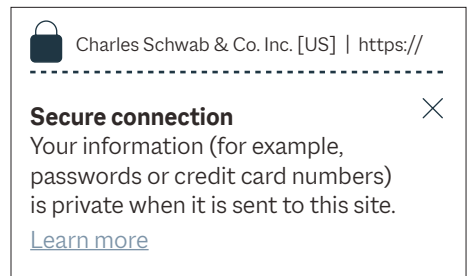 Charles Schwab & Co. Inc. [US] | https://
Secure connection
Your information (for example,
passwords or credit card numbers)
is private when it is sent to this site.
Learn more